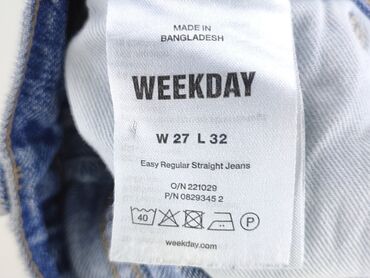 MADE IN
BANGLADESH
WEEKDAY
W 27 L 32
Easy Regular Straight Jeans
O/N 221029
P/N 0829345 2
40
P
weekday.com